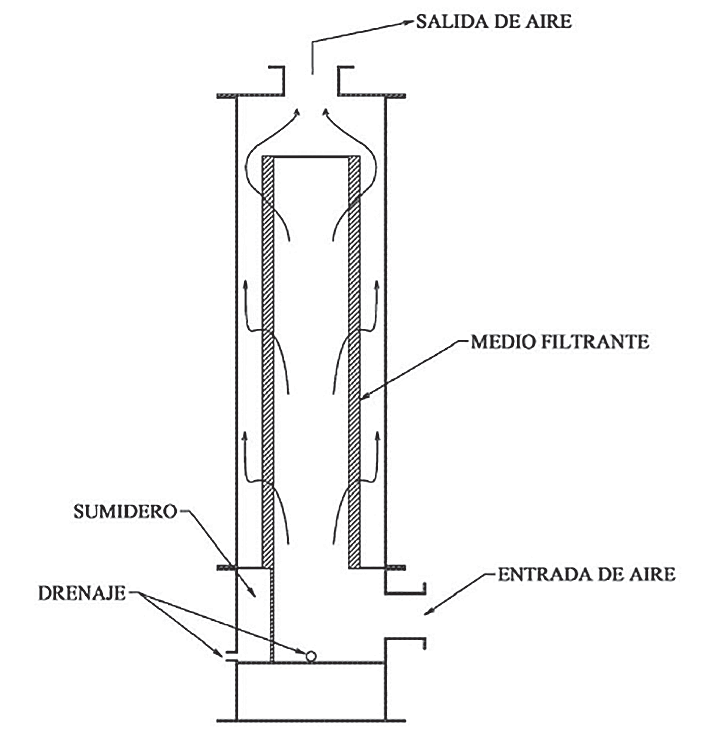 SALIDA DE AIRE
MEDIO FILTRANTE
SUMIDERO
ENTRADA DE AIRE
DRENAJE